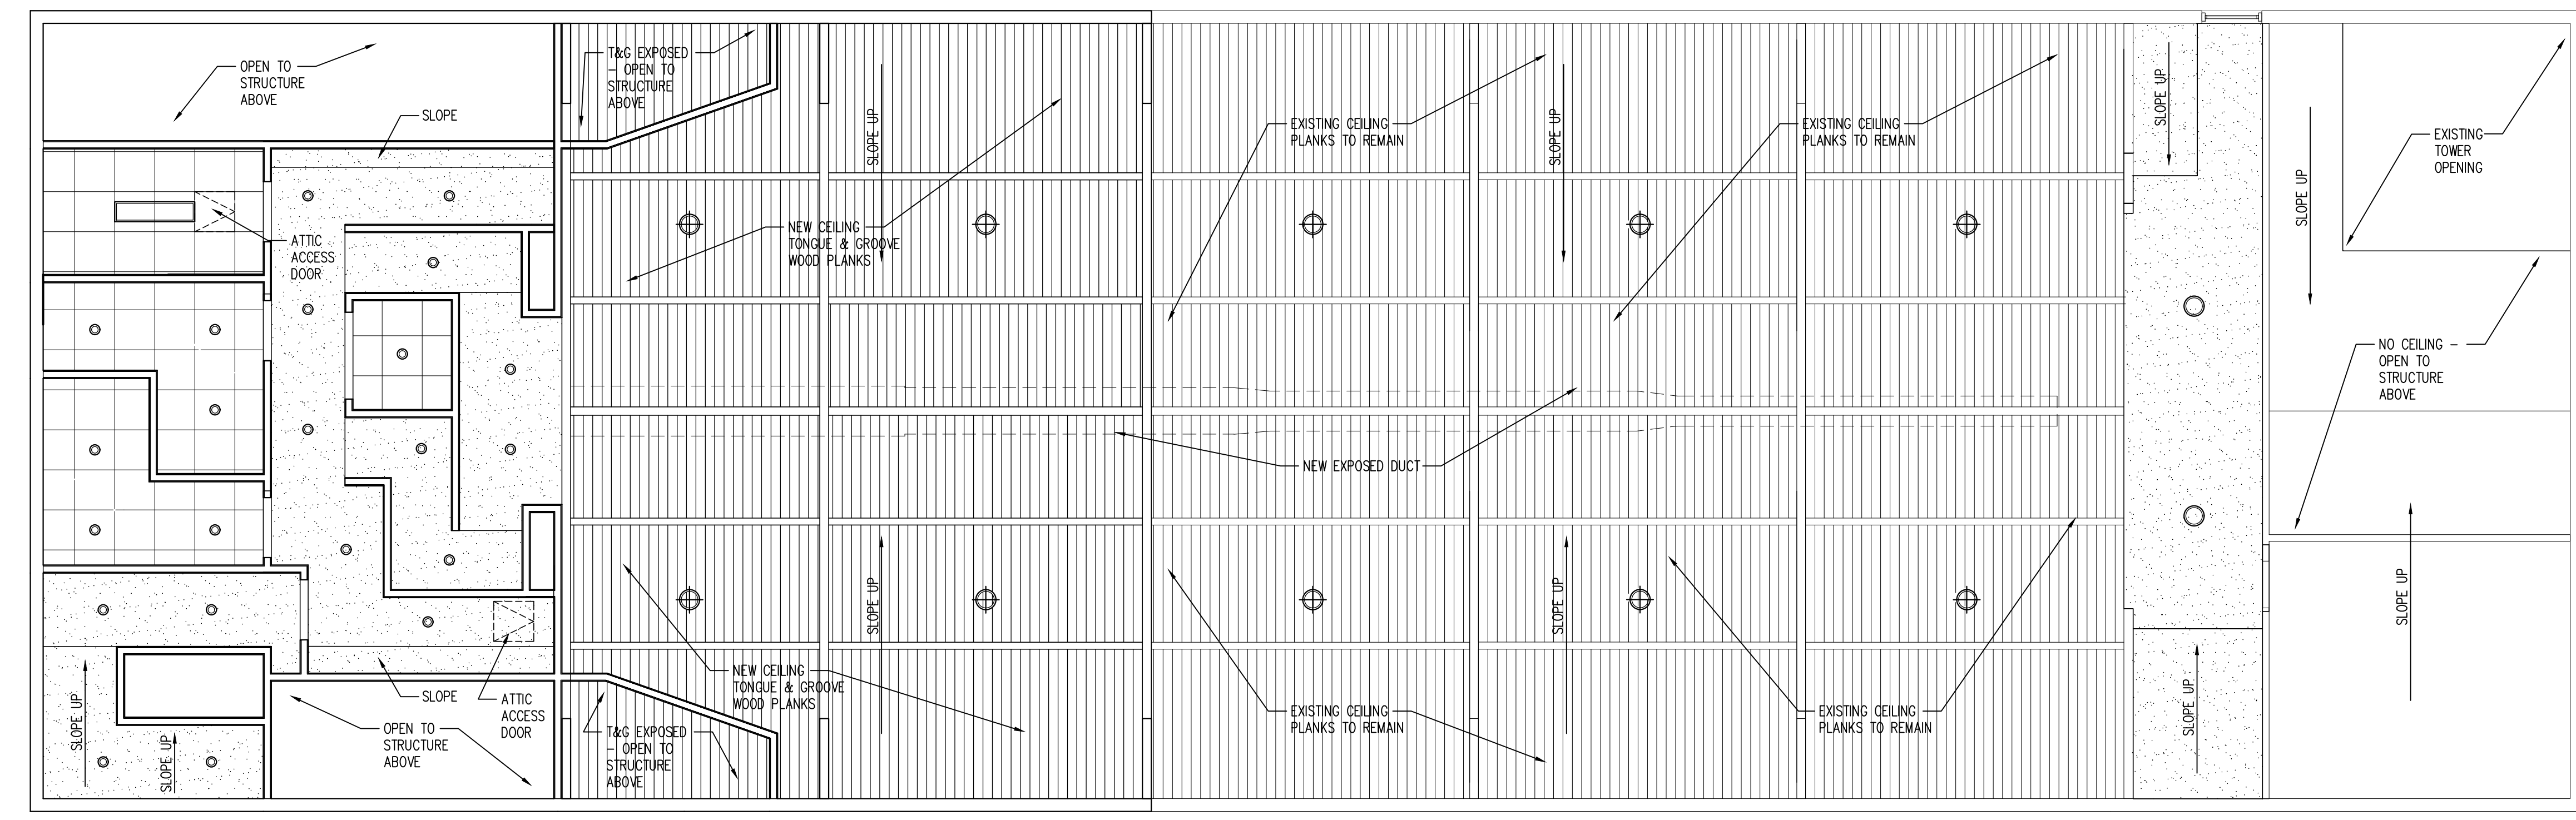 OPEN TO
STRUCTURE
ABOVE
SLOPE
T&G EXPOSED
- OPEN TO
STRUCTURE
ABOVE
SLOPE UP
EXISTING CEILING
PLANKS TO REMAIN
SLOPE UP
EXISTING CEILING
PLANKS TO REMAIN
SLOPE UP
EXISTING
TOWER
OPENING
SLOPE UP
ATTIC
ACCESS
DOOR
NEW CEILING
TONGUE & GROOVE
WOOD PLANKS
NO CEILING -
OPEN TO
STRUCTURE
ABOVE
NEW EXPOSED DUCT
SLOPE UP
SLOPE UP
SLOPE UP
SLOPE UP
SLOPE UP
SLOPE UP
SLOPE
ATTIC
ACCESS
DOOR
OPEN TO
STRUCTURE
ABOVE
NEW CEILING
TONGUE & GROOVE
WOOD PLANKS
T&G EXPOSED
- OPEN TO
STRUCTURE
ABOVE
EXISTING CEILING
PLANKS TO REMAIN
EXISTING CEILING
PLANKS TO REMAIN